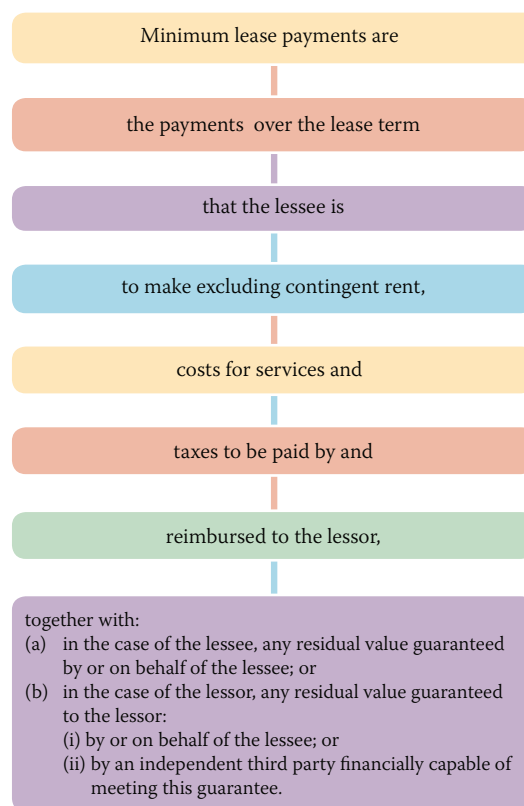 Minimum lease payments are
the payments over the lease term
that the lessee is
to make excluding contingent rent,
costs for services and
taxes to be paid by and
reimbursed to the lessor,
together with:
(a) in the case of the lessee, any residual value guaranteed
by or on behalf of the lessee; or
(b) in the case of the lessor, any residual value guaranteed
to the lessor:
(i) by or on behalf of the lessee; or
(ii) by an independent third party financially capable of
meeting this guarantee.